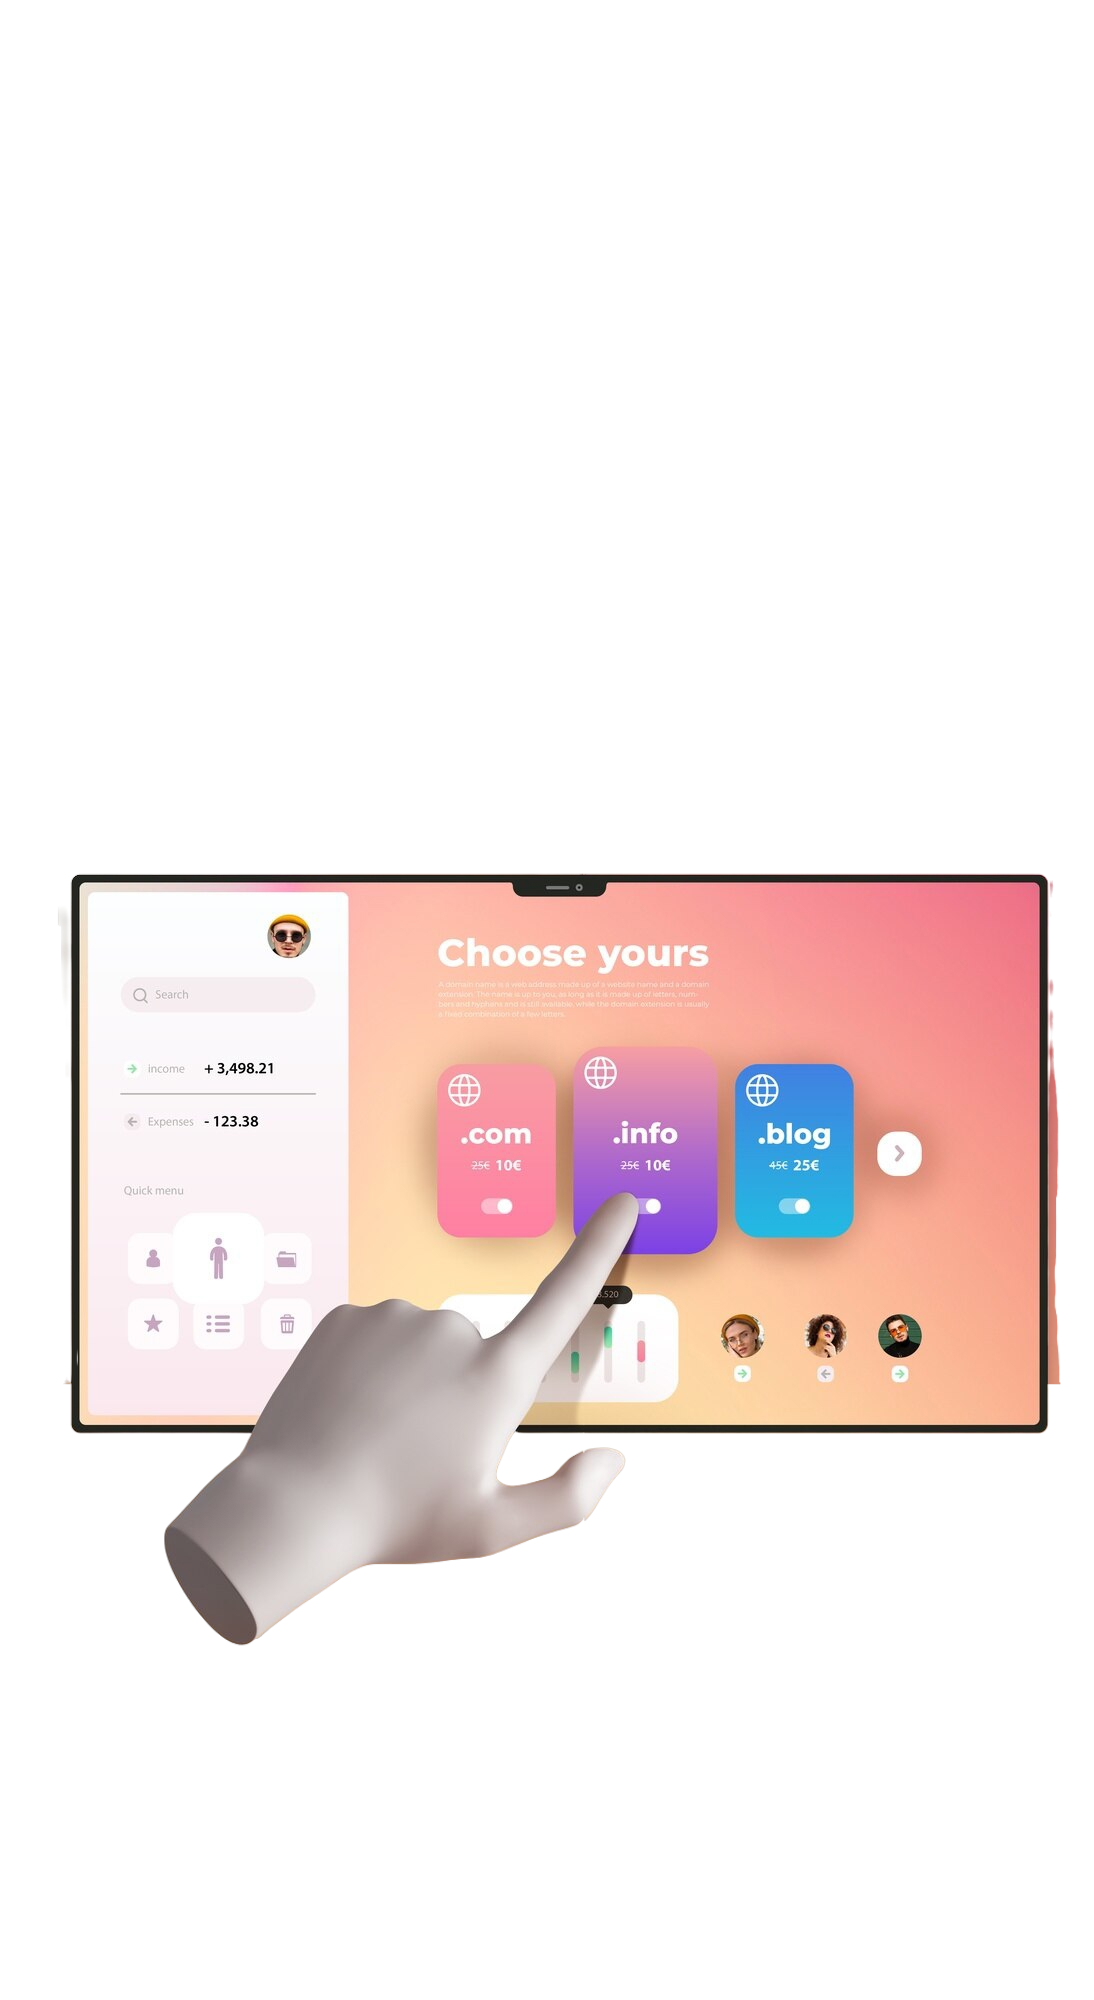 Search
income + 3,498.21
Expenses - 123.38
Quick menu
Choose yours
A domain name is a web address made up of a website name and a domain
extension. The name is up to you, as long as it is made up of letters, num-
bers and hyphens and is still available, while the domain extension is usually
a fixed combination of a few letters.
.com
25€ 10€
.info
25€ 10€
.blog
45€ 25€